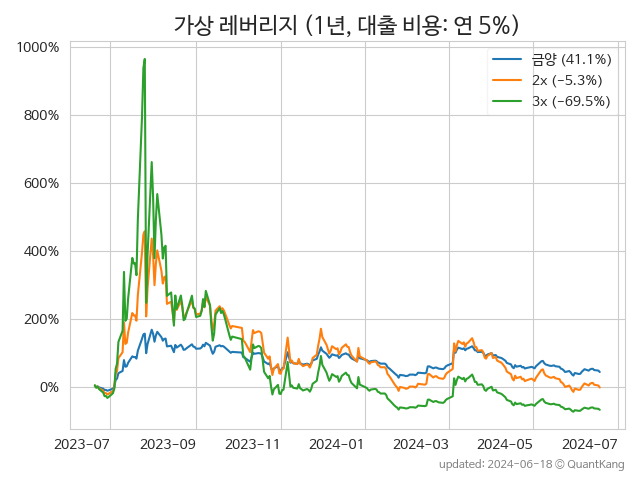 가상 레버리지 (1년, 대출 비용: 연 5%)
1000%
800%
600%
400%
200%
0%
금양 (41.1%)
2x (−5.3%)
3x (−69.5%)
2023-07 2023-09 2023-11 2024-01 2024-03 2024-05 2024-07
updated: 2024-06-18 © QuantKang